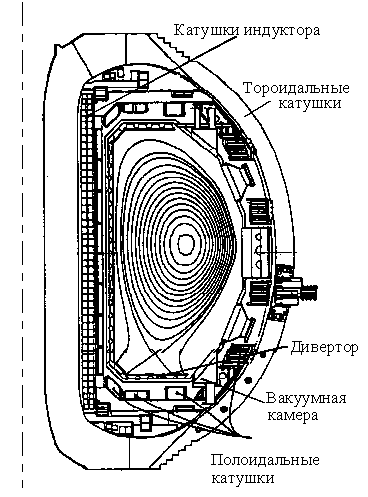 Катушки индуктора
Тороидальные
катушки
Дивертор
Вакуумная
камера
Полоидальные
катушки